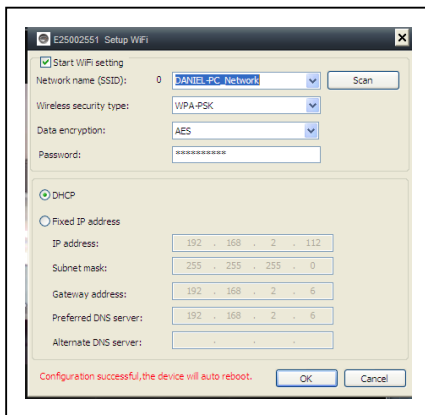 E25002551 Setup WiFi
Start WiFi setting
Network name (SSID): 0 DANIEL-PC_Network Scan
Wireless security type: WPA-PSK
Data encryption: AES
Password: **********
DHCP
Fixed IP address
IP address: 192 . 168 . 2 . 112
Subnet mask: 255 . 255 . 255 . 0
Gateway address: 192 . 168 . 2 . 6
Preferred DNS server: 192 . 168 . 2 . 6
Alternate DNS server: . . .
Configuration successful,the device will auto reboot. OK Cancel